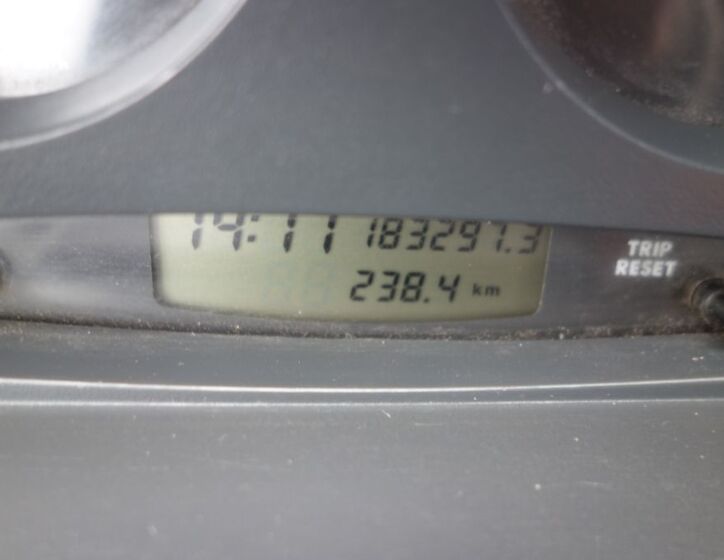 14:11 183297.3
238.4 km
TRIP
RESET